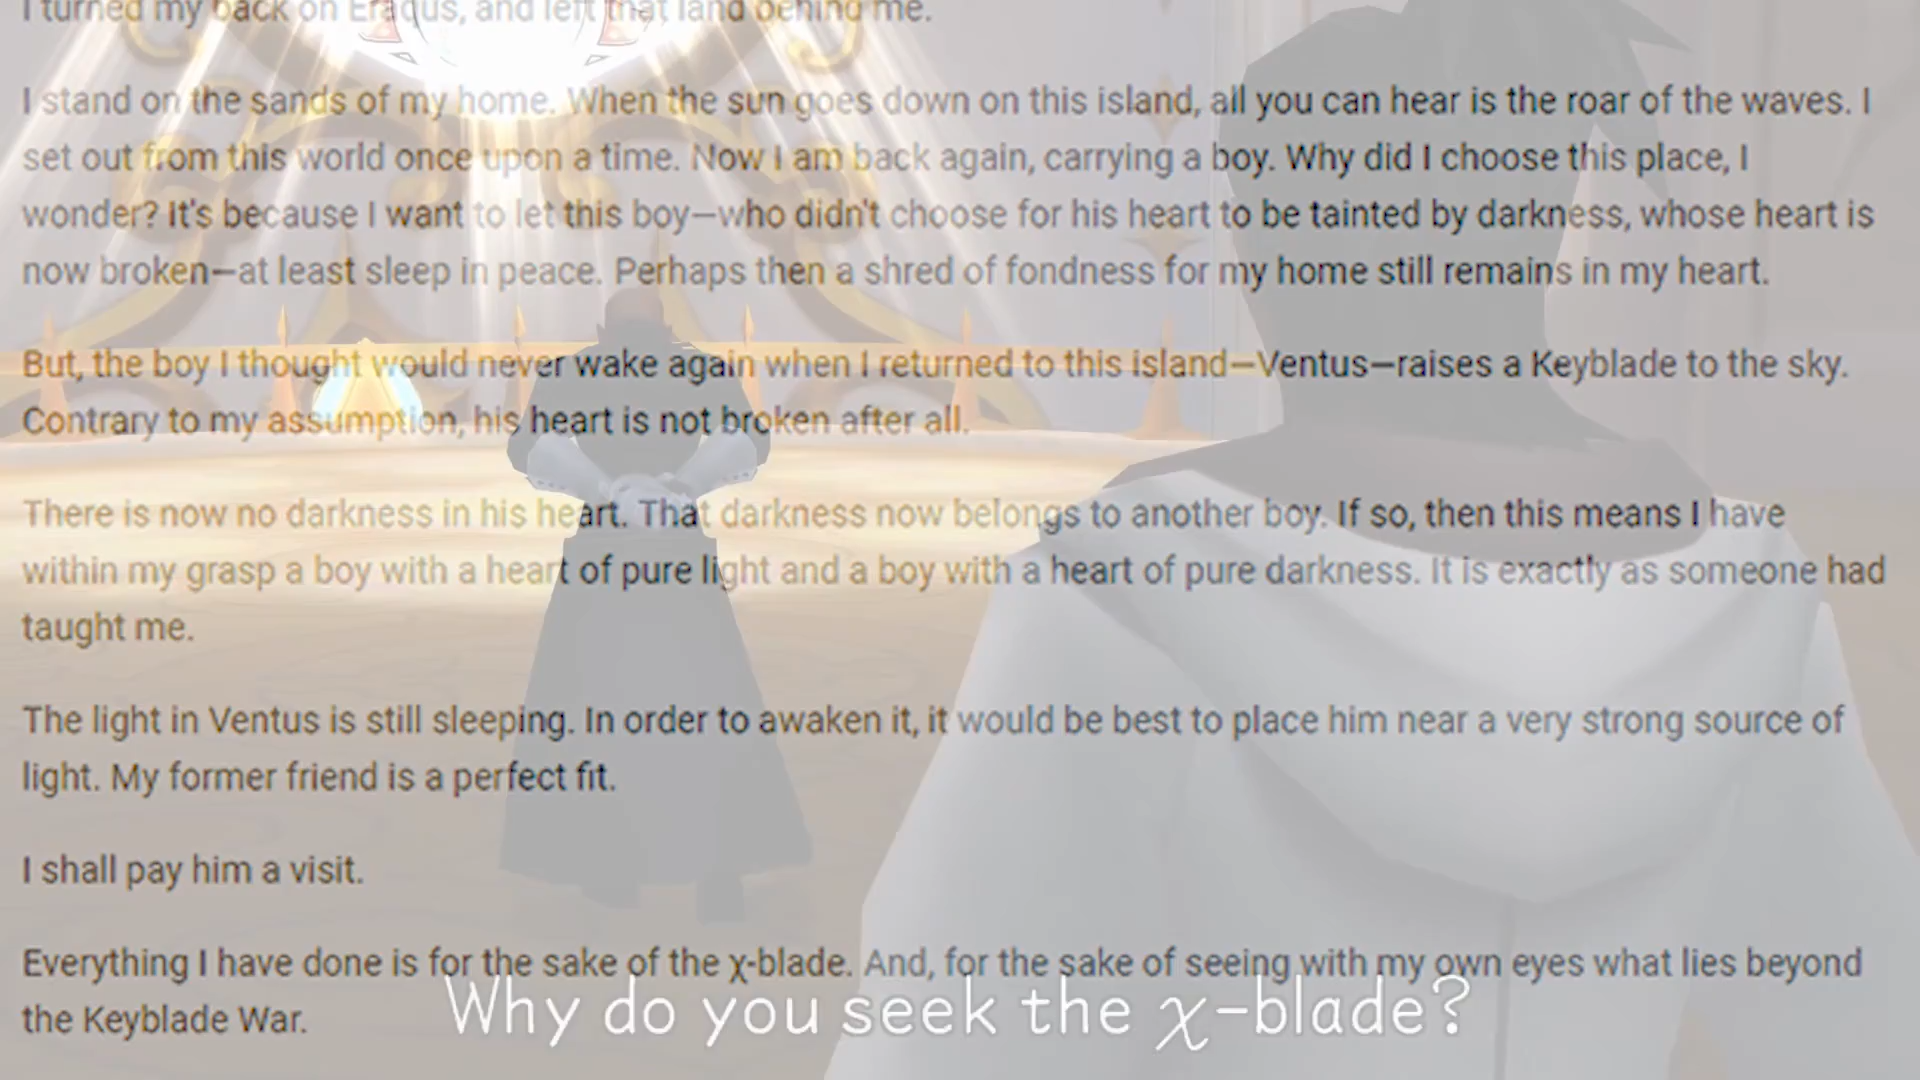 I turned my back on Eraqus, and left that land behind me.
I stand on the sands of my home. When the sun goes down on this island, all you can hear is the roar of the waves. I
set out from this world once upon a time. Now I am back again, carrying a boy. Why did I choose this place, I
wonder? It's because I want to let this boy—who didn't choose for his heart to be tainted by darkness, whose heart is
now broken—at least sleep in peace. Perhaps then a shred of fondness for my home still remains in my heart.
But, the boy I thought would never wake again when I returned to this island—Ventus—raises a Keyblade to the sky.
Contrary to my assumption, his heart is not broken after all.
There is now no darkness in his heart. That darkness now belongs to another boy. If so, then this means I have
within my grasp a boy with a heart of pure light and a boy with a heart of pure darkness. It is exactly as someone had
taught me.
The light in Ventus is still sleeping. In order to awaken it, it would be best to place him near a very strong source of
light. My former friend is a perfect fit.
I shall pay him a visit.
Everything I have done is for the sake of the χ-blade. And, for the sake of seeing with my own eyes what lies beyond
the Keyblade War.
Why do you seek the χ-blade?